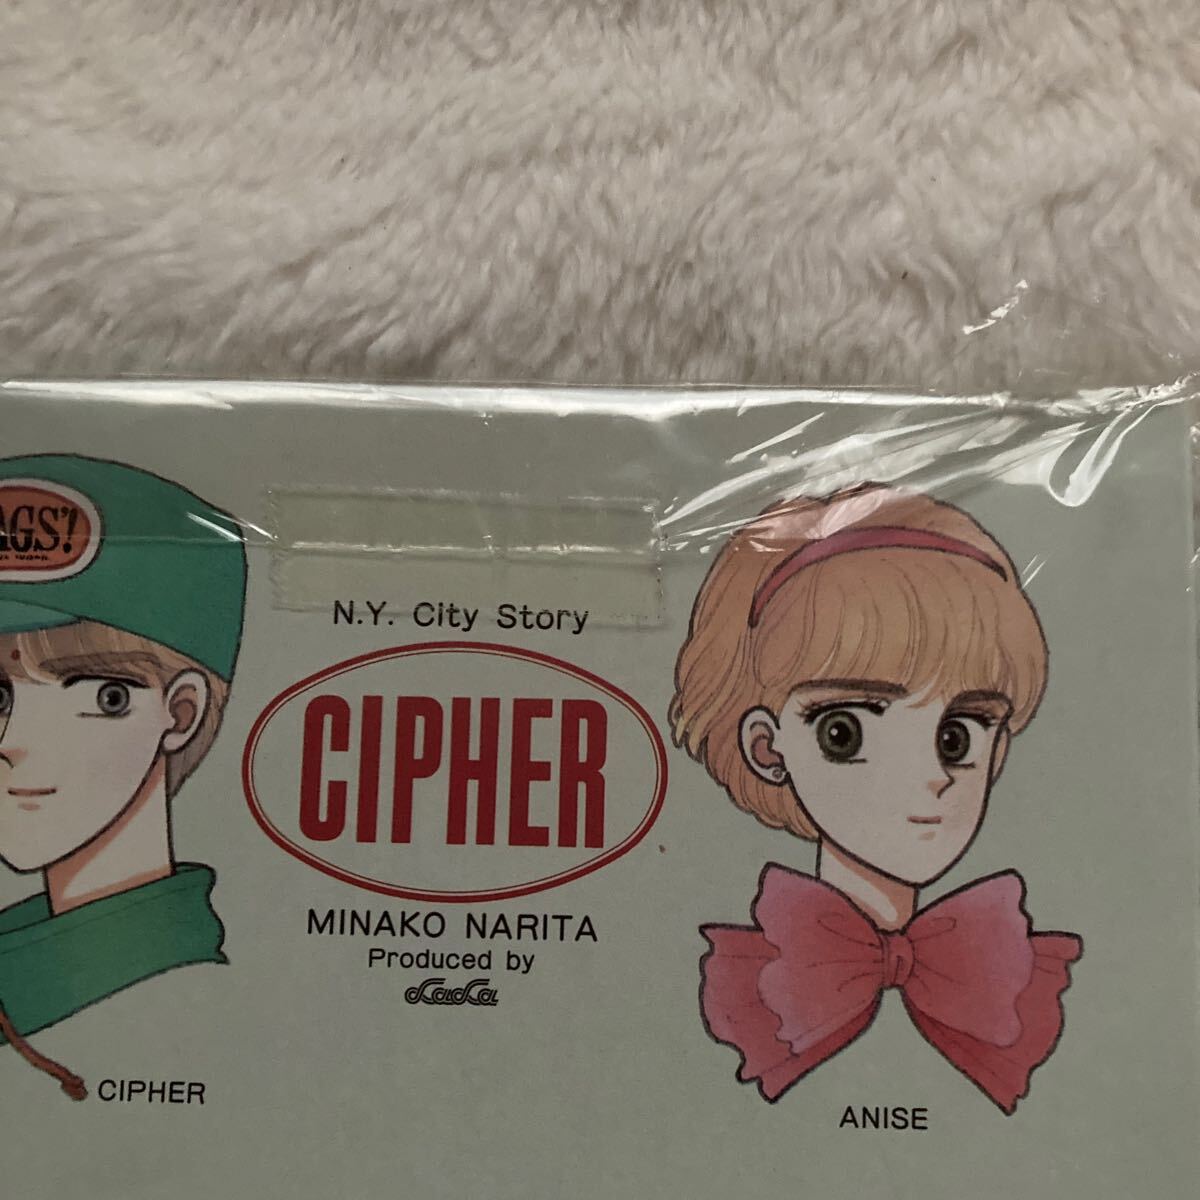 AGS'!
N.Y. City Story
CIPHER
MINAKO NARITA
Produced by
LaLa
CIPHER
ANISE